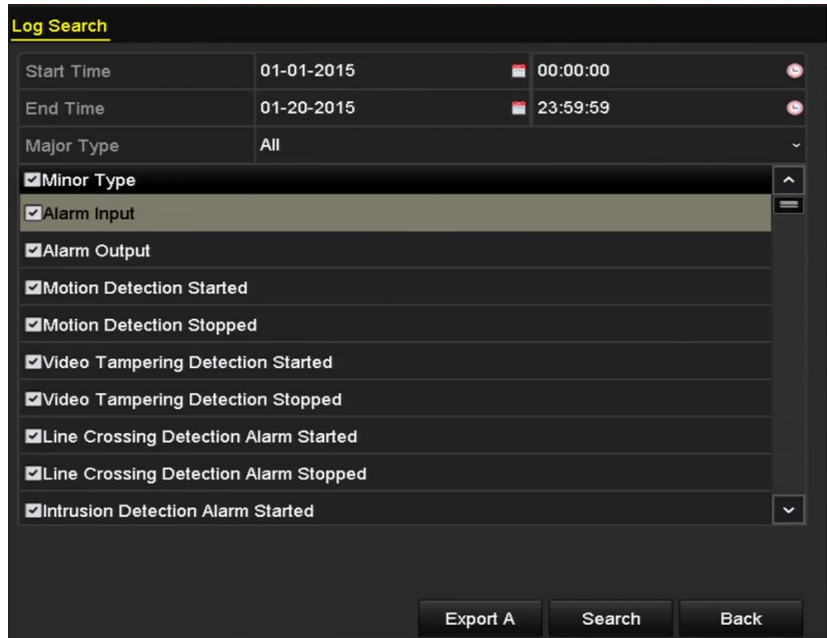 Log Search
Start Time 01-01-2015 00:00:00
End Time 01-20-2015 23:59:59
Major Type All
Minor Type
Alarm Input
Alarm Output
Motion Detection Started
Motion Detection Stopped
Video Tampering Detection Started
Video Tampering Detection Stopped
Line Crossing Detection Alarm Started
Line Crossing Detection Alarm Stopped
Intrusion Detection Alarm Started
Export A Search Back